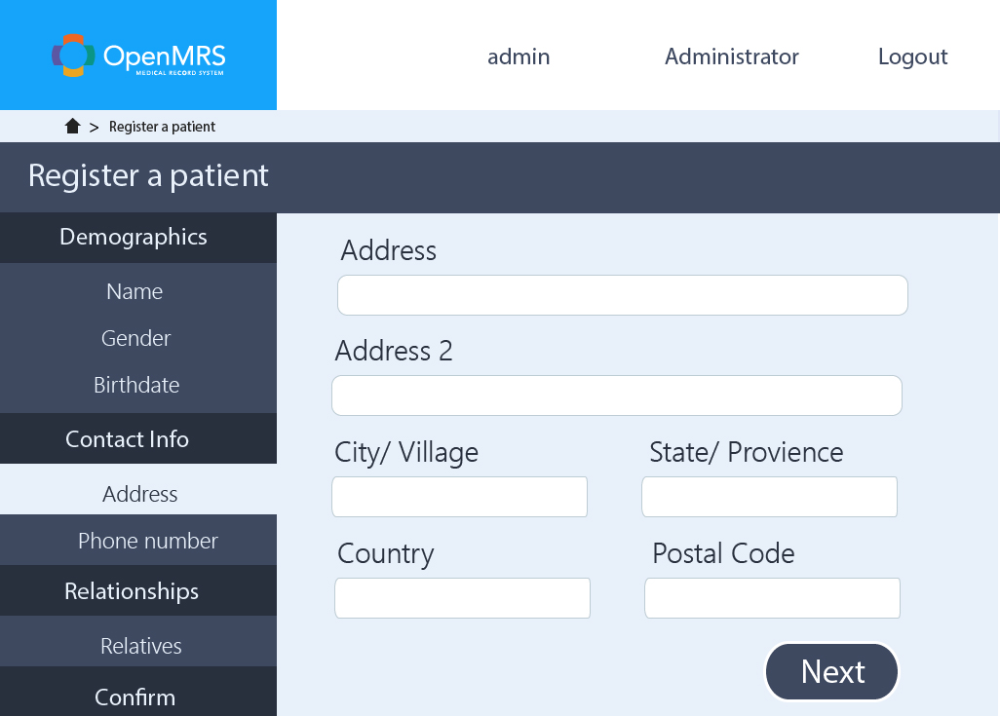 OpenMRS
MEDICAL RECORD SYSTEM
admin
Administrator
Logout
> Register a patient
Register a patient
Demographics
Name
Gender
Birthdate
Contact Info
Address
Phone number
Relationships
Relatives
Confirm
Address
Address 2
City/ Village
State/ Provience
Country
Postal Code
Next